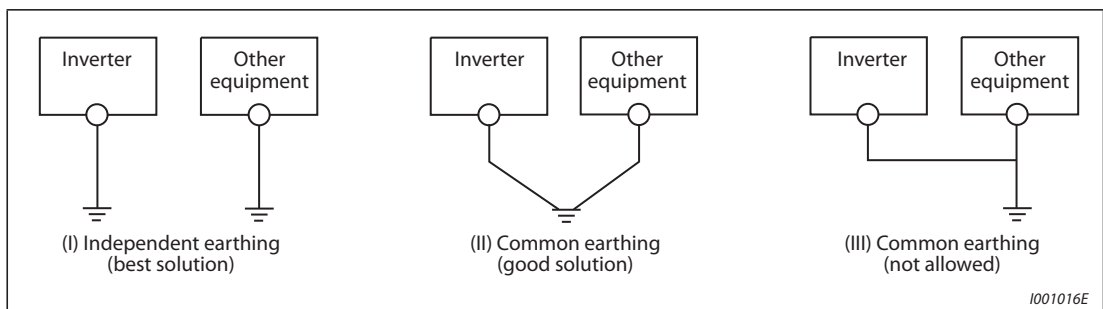 Inverter
Other
equipment
(I) Independent earthing
(best solution)
Inverter
Other
equipment
(II) Common earthing
(good solution)
Inverter
Other
equipment
(III) Common earthing
(not allowed)
I001016E